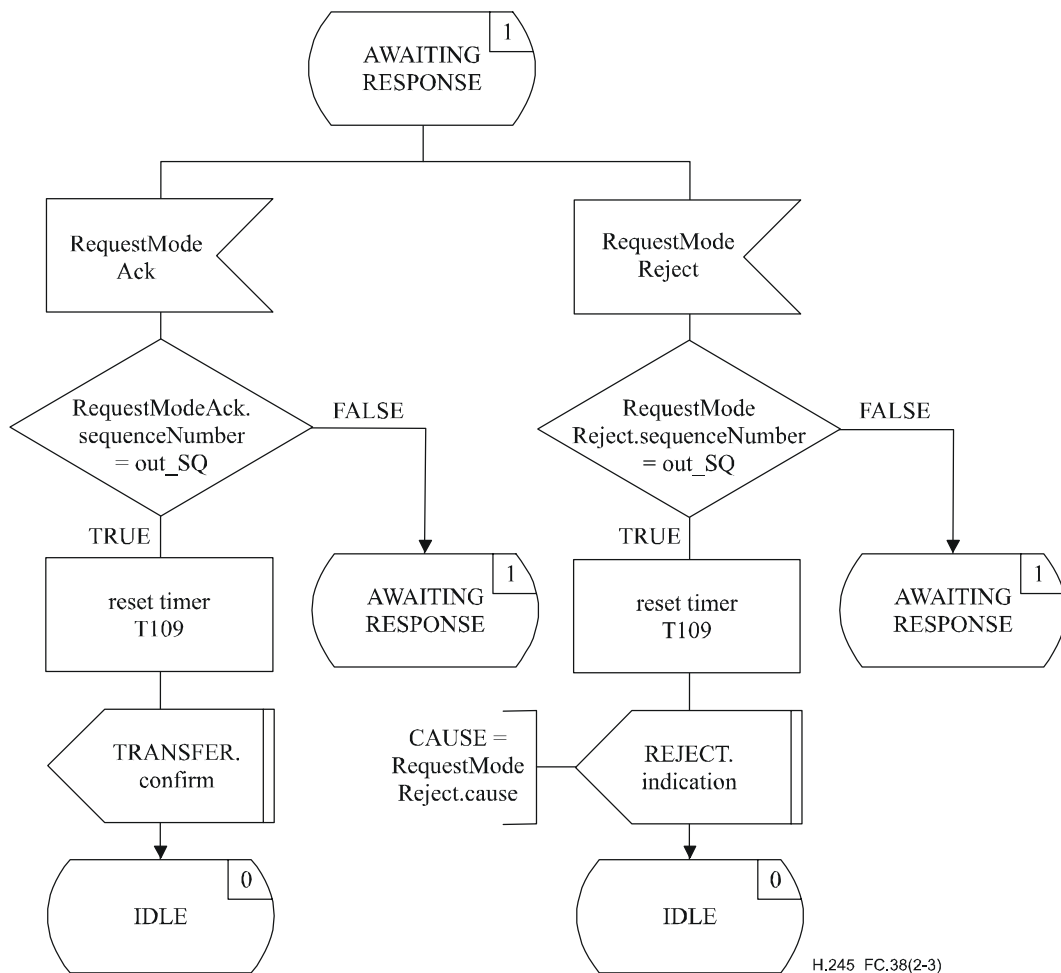 1
AWAITING
RESPONSE
RequestMode
Ack
RequestMode
Reject
RequestModeAck.
sequenceNumber
= out_SQ
FALSE
TRUE
RequestMode
Reject.sequenceNumber
= out_SQ
FALSE
TRUE
reset timer
T109
1
AWAITING
RESPONSE
reset timer
T109
1
AWAITING
RESPONSE
TRANSFER.
confirm
CAUSE =
RequestMode
Reject.cause
REJECT.
indication
0
IDLE
0
IDLE
H.245_FC.38(2-3)